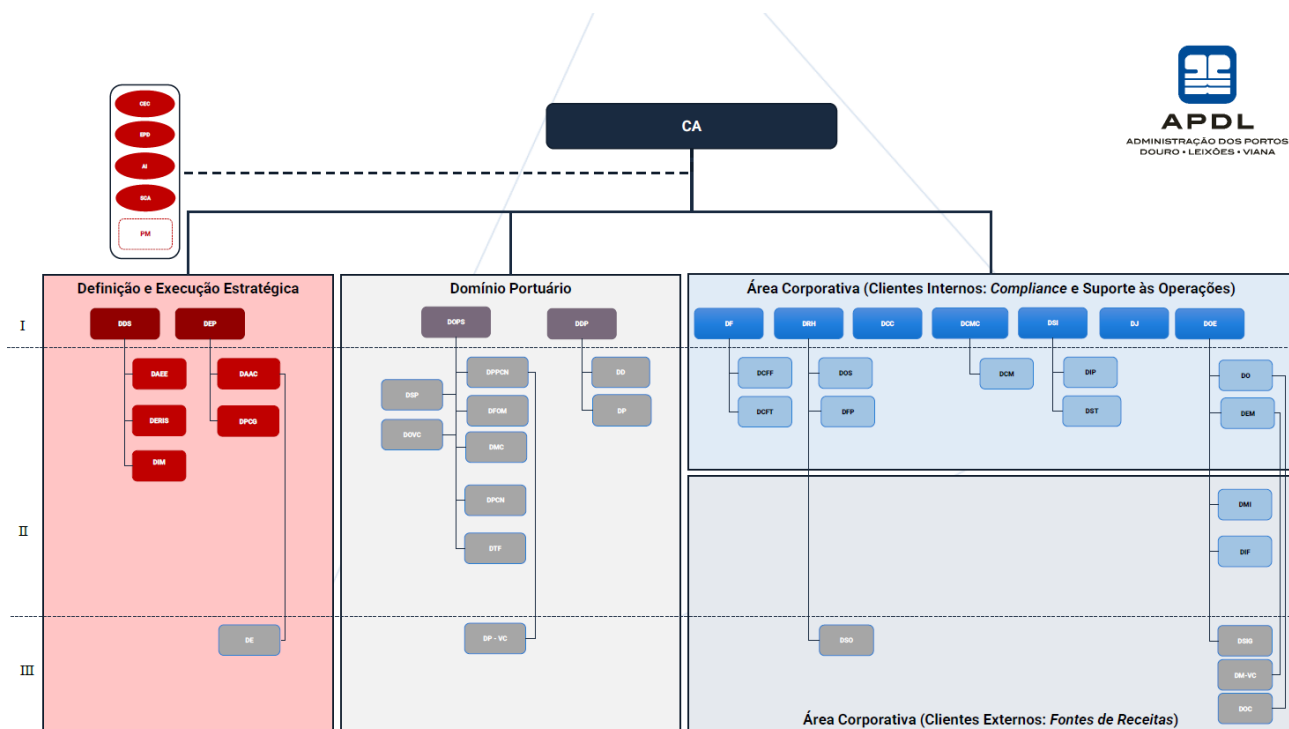 CEC
EPD
AI
SCA
PM
CA
APDL
ADMINISTRAÇÃO DOS PORTOS
DOURO • LEIXÕES • VIANA
Definição e Execução Estratégica
Domínio Portuário
Área Corporativa (Clientes Internos: Compliance e Suporte às Operações)
I
DDS
DEP
DOPS
DDP
DF
DRH
DCC
DCMC
DSI
DJ
DOE
DAEE
DAAC
DPPCN
DD
DCFF
DOS
DCM
DIP
DO
DSP
DERIS
DPCG
DFOM
DP
DCFT
DFP
DST
DEM
DOVC
DMC
DIM
II
DPCN
DMI
DTF
DIF
III
DE
DP - VC
DSO
DSIG
DM-VC
DOC
Área Corporativa (Clientes Externos: Fontes de Receitas)